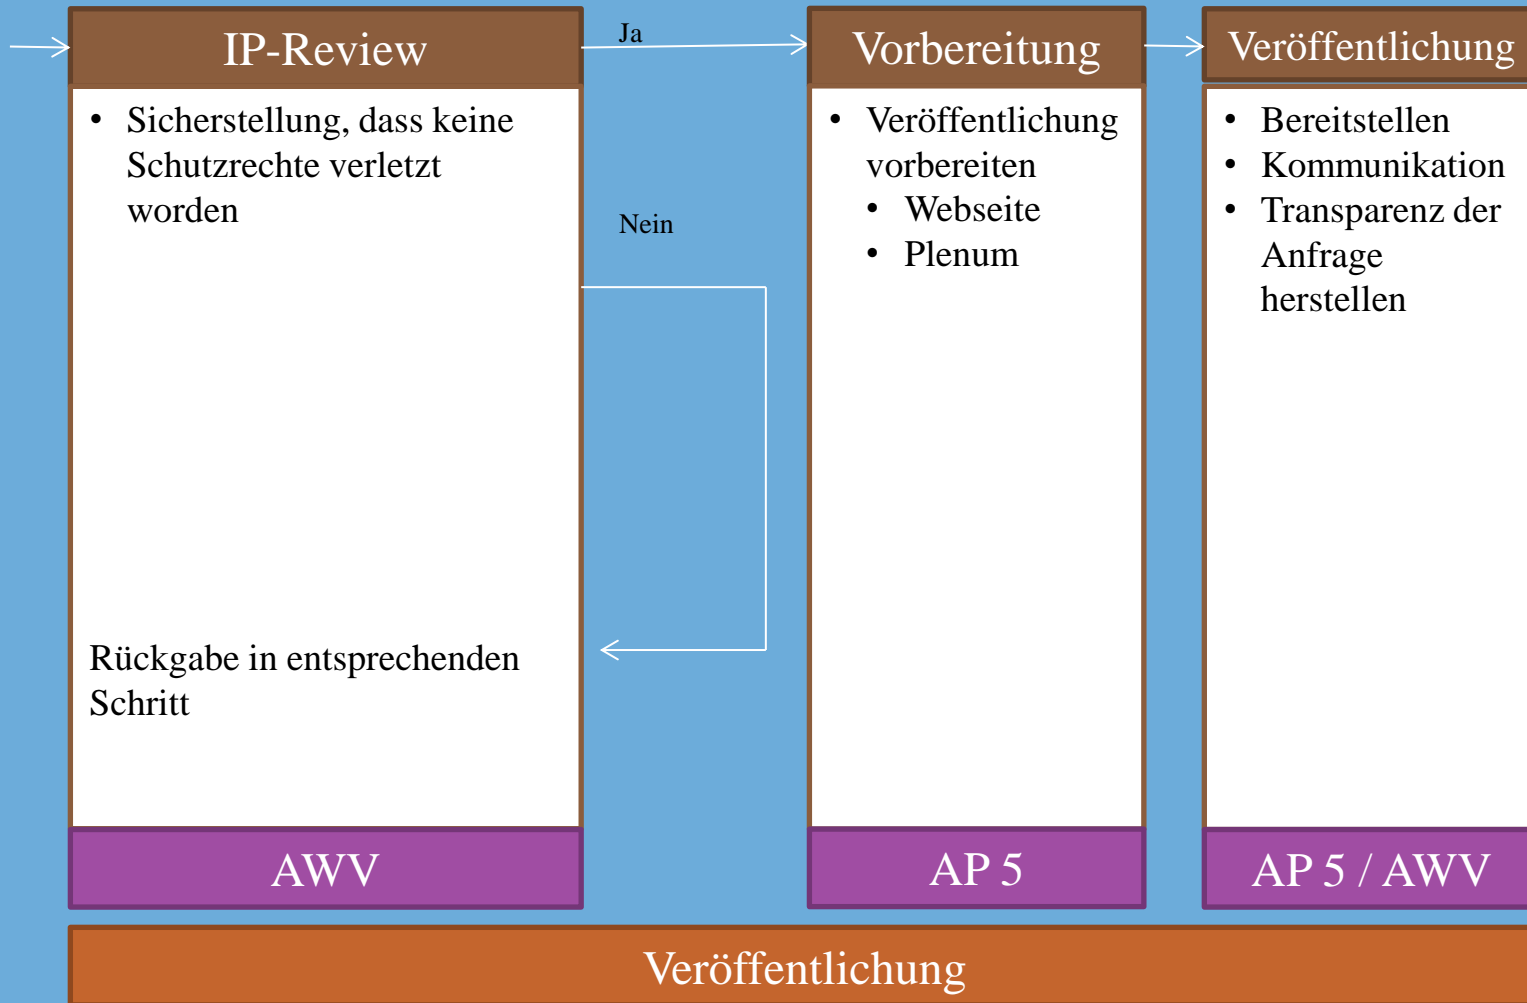 IP-Review
Ja
Vorbereitung
Veröffentlichung
• Sicherstellung, dass keine
Schutzrechte verletzt
worden
Nein
Rückgabe in entsprechenden
Schritt
• Veröffentlichung
vorbereiten
• Webseite
• Plenum
• Bereitstellen
• Kommunikation
• Transparenz der
Anfrage
herstellen
AWV
AP 5
AP 5 / AWV
Veröffentlichung